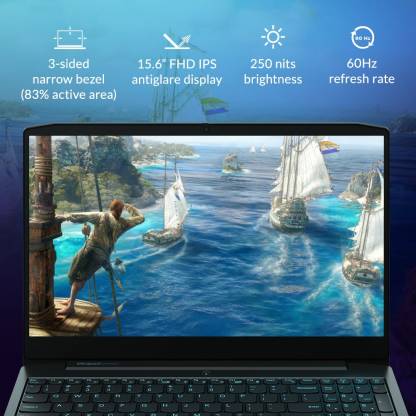 3-sided
narrow bezel
(83% active area)
15.6" FHD IPS
antiglare display
250 nits
brightness
60 Hz
60Hz
refresh rate